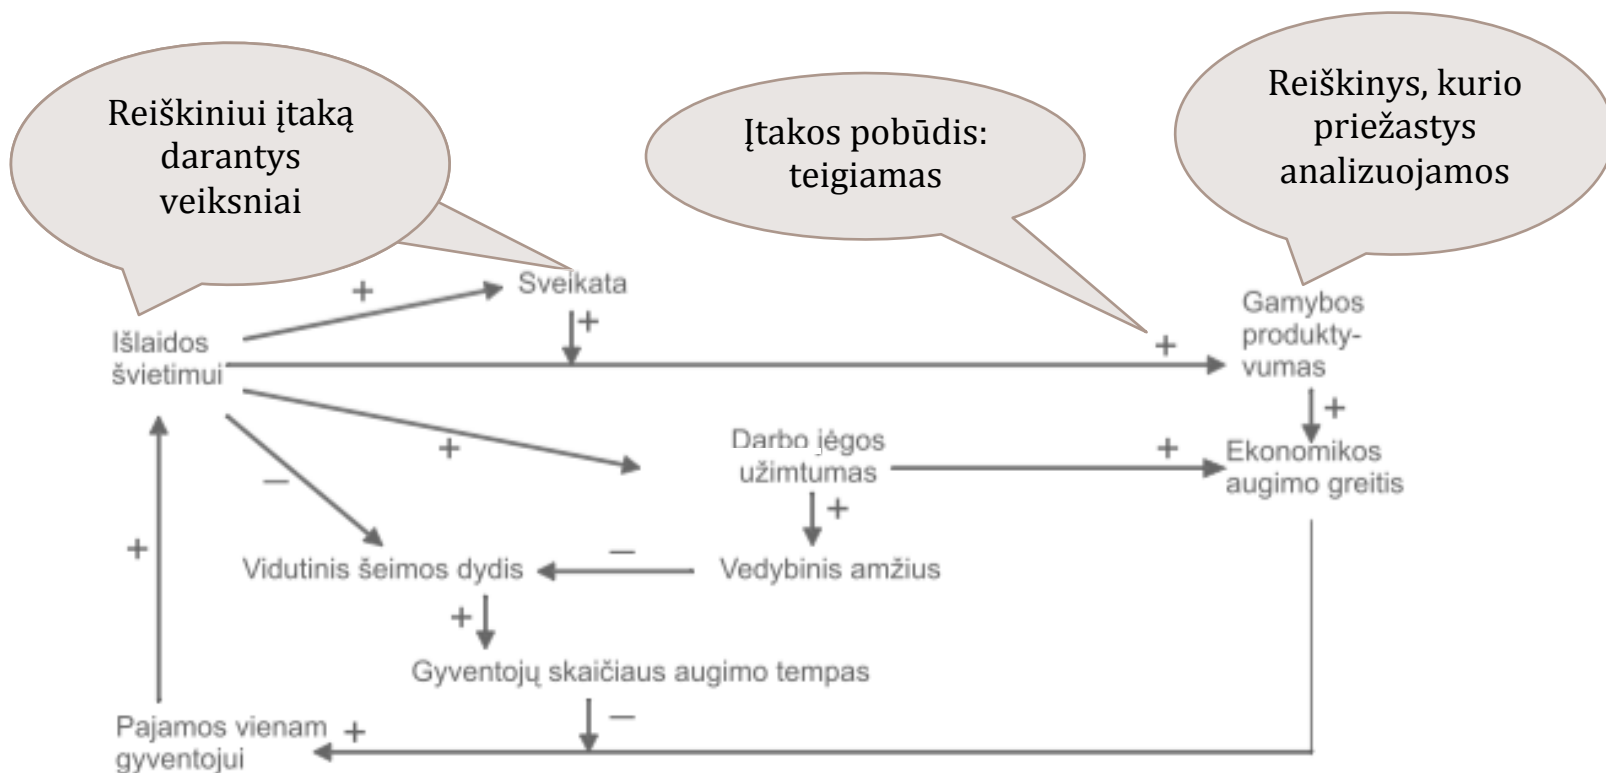 Reiškiniui įtaką
darantys
veiksniai
Įtakos pobūdis:
teigiamas
Reiškinys, kurio
priežastys
analizuojamos
Sveikata
+
+
Išlaidos
švietimui
+
Gamybos
produkty-
vumas
+
+
Darbo jėgos
užimtumas
+
Ekonomikos
augimo greitis
—
+
+
Vidutinis šeimos dydis
—
Vedybinis amžius
+
Gyventojų skaičiaus augimo tempas
—
Pajamos vienam
gyventojui
+